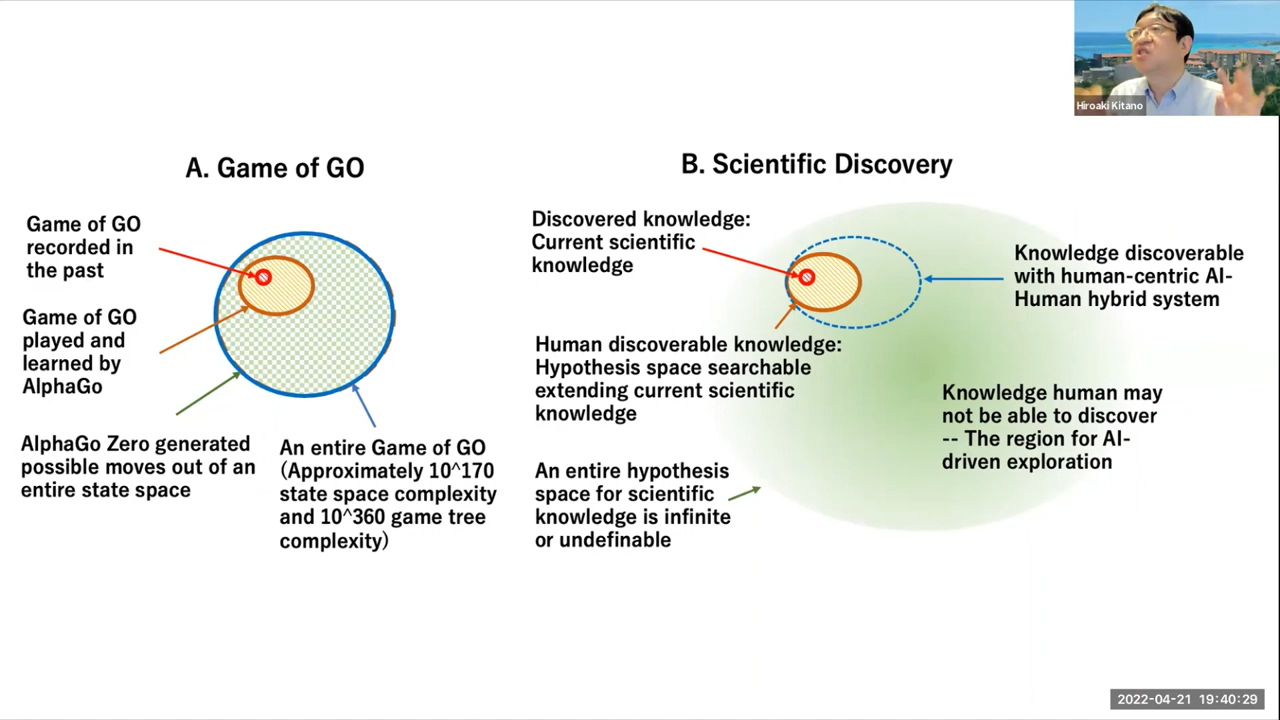 Hiroaki Kitano
A. Game of GO
Game of GO
recorded in
the past
Game of GO
played and
learned by
AlphaGo
AlphaGo Zero generated
possible moves out of an
entire state space
An entire Game of GO
(Approximately 10^170
state space complexity
and 10^360 game tree
complexity)
B. Scientific Discovery
Discovered knowledge:
Current scientific
knowledge
Knowledge discoverable
with human-centric AI-
Human hybrid system
Human discoverable knowledge:
Hypothesis space searchable
extending current scientific
knowledge
Knowledge human may
not be able to discover
-- The region for AI-
driven exploration
An entire hypothesis
space for scientific
knowledge is infinite
or undefinable
2022-04-21 19:40:29